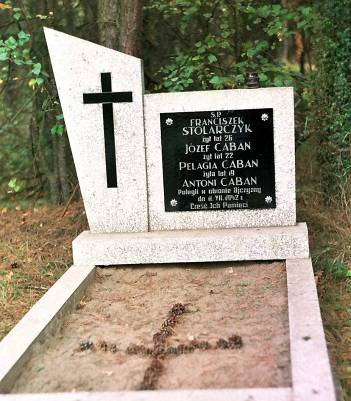 Ś.P.
FRANCISZEK
STOLARCZYK
żył lat 26
JÓZEF CABAN
żył lat 22
PELAGIA CABAN
żyła lat 19
ANTONI CABAN
Polegli w obronie Ojczyzny
dn. VII. 1942 r.
Cześć Ich Pamięci